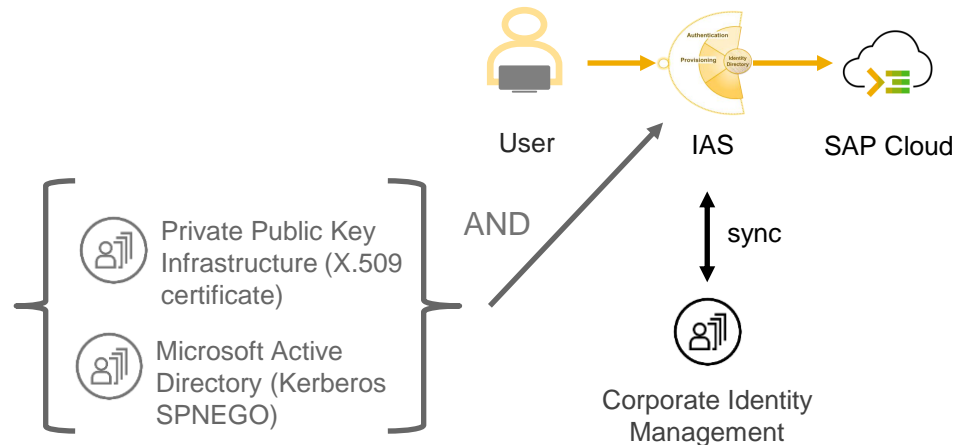 Authentication
Provisioning
Identity
Directory
User
IAS
SAP Cloud
AND
Private Public Key
Infrastructure (X.509
certificate)
Microsoft Active
Directory (Kerberos
SPNEGO)
sync
Corporate Identity
Management